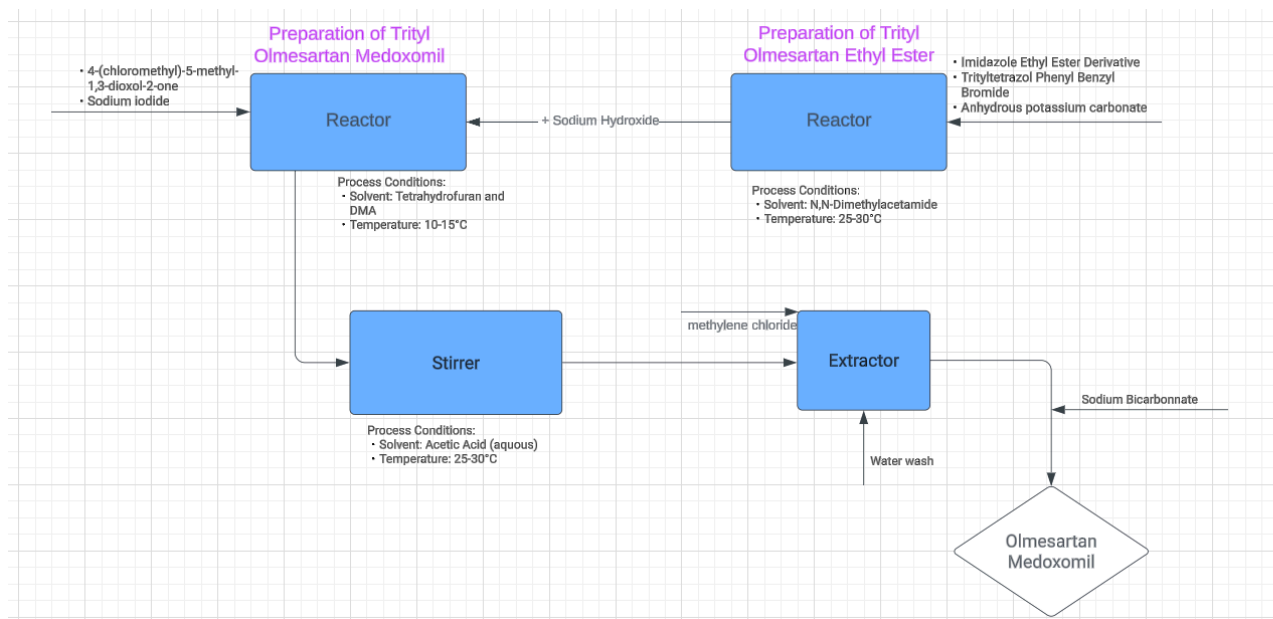 Preparation of Trityl
Olmesartan Medoxomil
Preparation of Trityl
Olmesartan Ethyl Ester
• 4-(chloromethyl)-5-methyl-
1,3-dioxol-2-one
• Sodium iodide
Reactor
+ Sodium Hydroxide
Reactor
• Imidazole Ethyl Ester Derivative
• Trityltetrazol Phenyl Benzyl
Bromide
• Anhydrous potassium carbonate
Process Conditions:
• Solvent: Tetrahydrofuran and
DMA
• Temperature: 10-15°C
Process Conditions:
• Solvent: N,N-Dimethylacetamide
• Temperature: 25-30°C
methylene chloride
Stirrer
Extractor
Process Conditions:
• Solvent: Acetic Acid (aquous)
• Temperature: 25-30°C
Sodium Bicarbonnate
Water wash
Olmesartan
Medoxomil